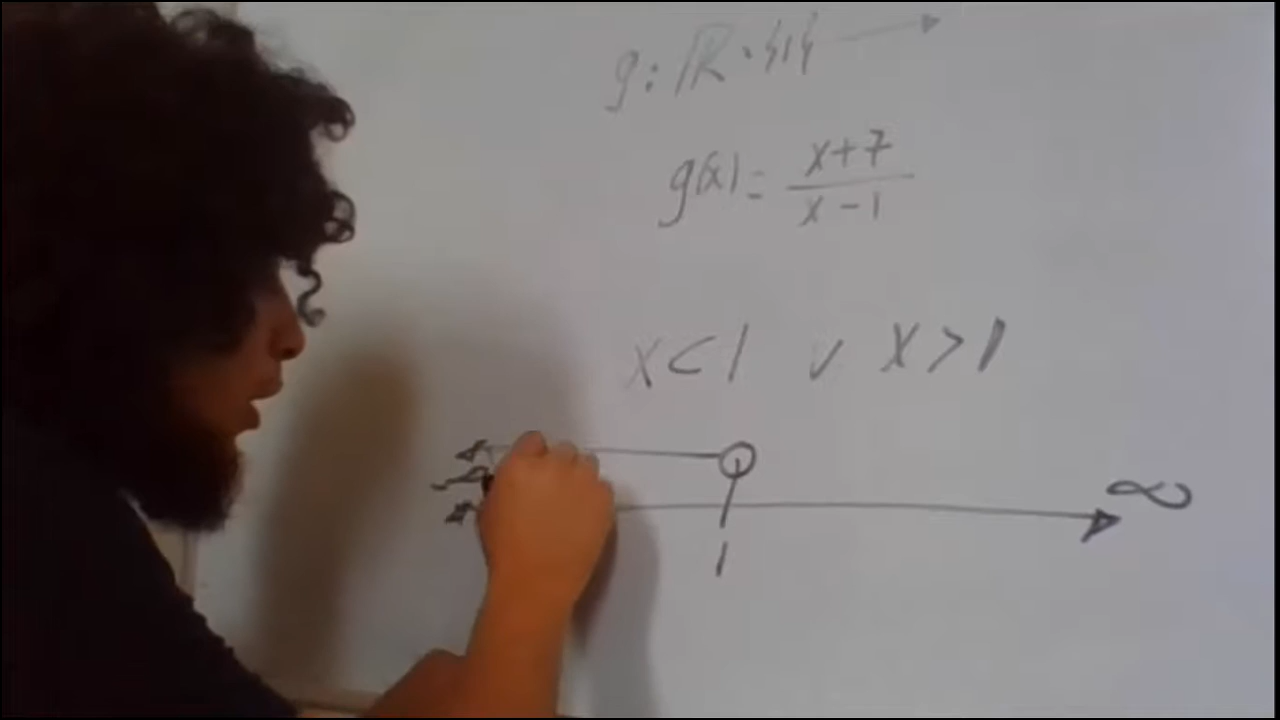 g: ℝ \ {1} →
g(x) = (x+7)/(x-1)
x < 1 ∨ x > 1
-∞ ∞
1